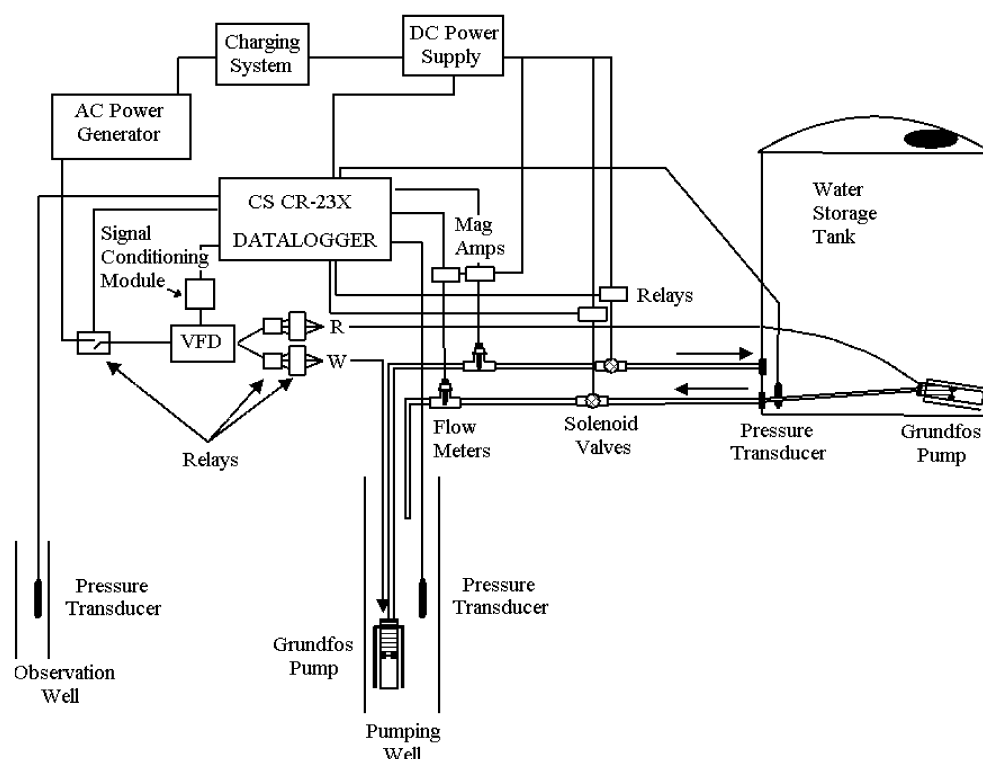 DC Power
Supply
Charging
System
AC Power
Generator
CS CR-23X
DATALOGGER
Signal
Conditioning
Module
Mag
Amps
Water
Storage
Tank
Relays
VFD
R
W
Relays
Flow
Meters
Solenoid
Valves
Pressure
Transducer
Grundfos
Pump
Pressure
Transducer
Pressure
Transducer
Grundfos
Pump
Observation
Well
Pumping
Well